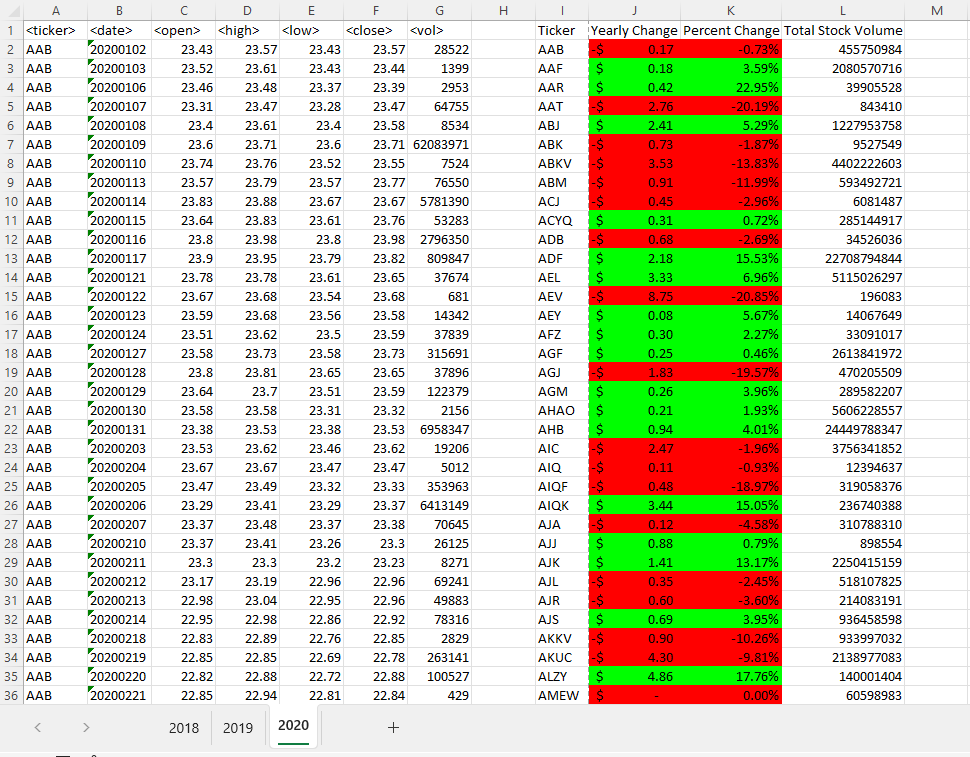 A B C D E F G H I J K L M
1 <ticker> <date> <open> <high> <low> <close> <vol> Ticker Yearly Change Percent Change Total Stock Volume
2 AAB 20200102 23.43 23.57 23.43 23.57 28522 AAB -$ 0.17 -0.73% 455750984
3 AAB 20200103 23.52 23.61 23.43 23.44 1399 AAF $ 0.18 3.59% 2080570716
4 AAB 20200106 23.46 23.48 23.37 23.39 2953 AAR $ 0.42 22.95% 39905528
5 AAB 20200107 23.31 23.47 23.28 23.47 64755 AAT -$ 2.76 -20.19% 843410
6 AAB 20200108 23.4 23.61 23.4 23.58 8534 ABJ $ 2.41 5.29% 1227953758
7 AAB 20200109 23.6 23.71 23.6 23.71 62083971 ABK -$ 0.73 -1.87% 9527549
8 AAB 20200110 23.74 23.76 23.52 23.55 7524 ABKV -$ 3.53 -13.83% 4402222603
9 AAB 20200113 23.57 23.79 23.57 23.77 76550 ABM -$ 0.91 -11.99% 593492721
10 AAB 20200114 23.83 23.88 23.67 23.67 5781390 ACJ -$ 0.45 -2.96% 6081487
11 AAB 20200115 23.64 23.83 23.61 23.76 53283 ACYQ $ 0.31 0.72% 285144917
12 AAB 20200116 23.8 23.98 23.8 23.98 2796350 ADB -$ 0.68 -2.69% 34526036
13 AAB 20200117 23.9 23.95 23.79 23.82 809847 ADF $ 2.18 15.53% 22708794844
14 AAB 20200121 23.78 23.78 23.61 23.65 37674 AEL $ 3.33 6.96% 5115026297
15 AAB 20200122 23.67 23.68 23.54 23.68 681 AEV -$ 8.75 -20.85% 196083
16 AAB 20200123 23.59 23.68 23.56 23.58 14342 AEY $ 0.08 5.67% 14067649
17 AAB 20200124 23.51 23.62 23.5 23.59 37839 AFZ $ 0.30 2.27% 33091017
18 AAB 20200127 23.58 23.73 23.58 23.73 315691 AGF $ 0.25 0.46% 2613841972
19 AAB 20200128 23.8 23.81 23.65 23.65 37896 AGJ -$ 1.83 -19.57% 470205509
20 AAB 20200129 23.64 23.7 23.51 23.59 122379 AGM $ 0.26 3.96% 289582207
21 AAB 20200130 23.58 23.58 23.31 23.32 2156 AHAO $ 0.21 1.93% 5606228557
22 AAB 20200131 23.38 23.53 23.38 23.53 6958347 AHB $ 0.94 4.01% 24449788347
23 AAB 20200203 23.53 23.62 23.46 23.62 19206 AIC -$ 2.47 -1.96% 3756341852
24 AAB 20200204 23.67 23.67 23.47 23.47 5012 AIQ -$ 0.11 -0.93% 12394637
25 AAB 20200205 23.47 23.49 23.32 23.33 353963 AIQF -$ 0.48 -18.97% 319058376
26 AAB 20200206 23.29 23.41 23.29 23.37 6413149 AIQK $ 3.44 15.05% 236740388
27 AAB 20200207 23.37 23.48 23.37 23.38 70645 AJA -$ 0.12 -4.58% 310788310
28 AAB 20200210 23.37 23.41 23.26 23.3 26125 AJJ $ 0.88 0.79% 898554
29 AAB 20200211 23.3 23.3 23.2 23.23 8271 AJK $ 1.41 13.17% 2250415159
30 AAB 20200212 23.17 23.19 22.96 22.96 69241 AJL -$ 0.35 -2.45% 518107825
31 AAB 20200213 22.98 23.04 22.95 22.96 49883 AJR -$ 0.60 -3.60% 214083191
32 AAB 20200214 22.95 22.98 22.86 22.92 78316 AJS $ 0.69 3.95% 936458598
33 AAB 20200218 22.83 22.89 22.76 22.85 2829 AKKV -$ 0.90 -10.26% 933997032
34 AAB 20200219 22.85 22.85 22.69 22.78 263141 AKUC -$ 4.30 -9.81% 2138977083
35 AAB 20200220 22.82 22.88 22.72 22.88 100527 ALZY $ 4.86 17.76% 140001404
36 AAB 20200221 22.85 22.94 22.81 22.84 429 AMEW $ - 0.00% 60598983
2018 2019 2020 +